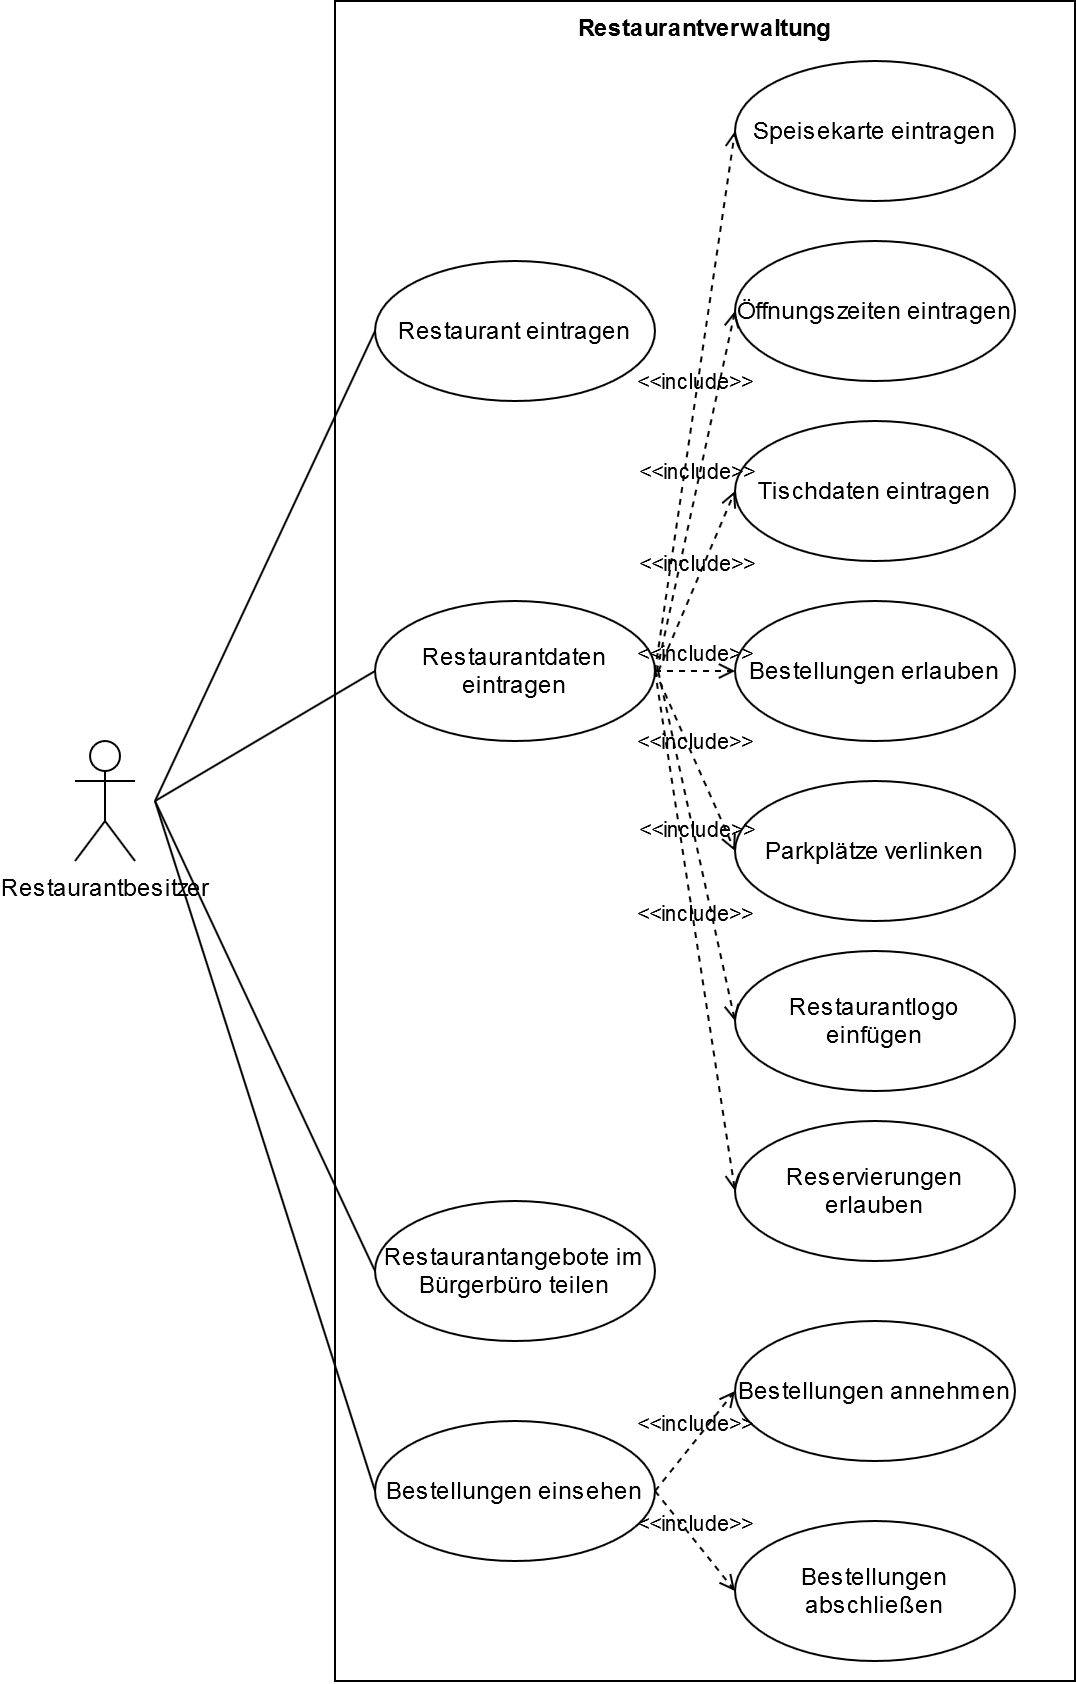 Restaurantverwaltung
Speisekarte eintragen
Öffnungszeiten eintragen
Restaurant eintragen
<<include>>
<<include>>
Tischdaten eintragen
<<include>>
<<include>>
Restaurantdaten
eintragen
Bestellungen erlauben
<<include>>
<<include>>
Parkplätze verlinken
Restaurantbesitzer
<<include>>
Restaurantlogo
einfügen
Reservierungen
erlauben
Restaurantangebote im
Bürgerbüro teilen
Bestellungen annehmen
<<include>>
Bestellungen einsehen
<<include>>
Bestellungen
abschließen